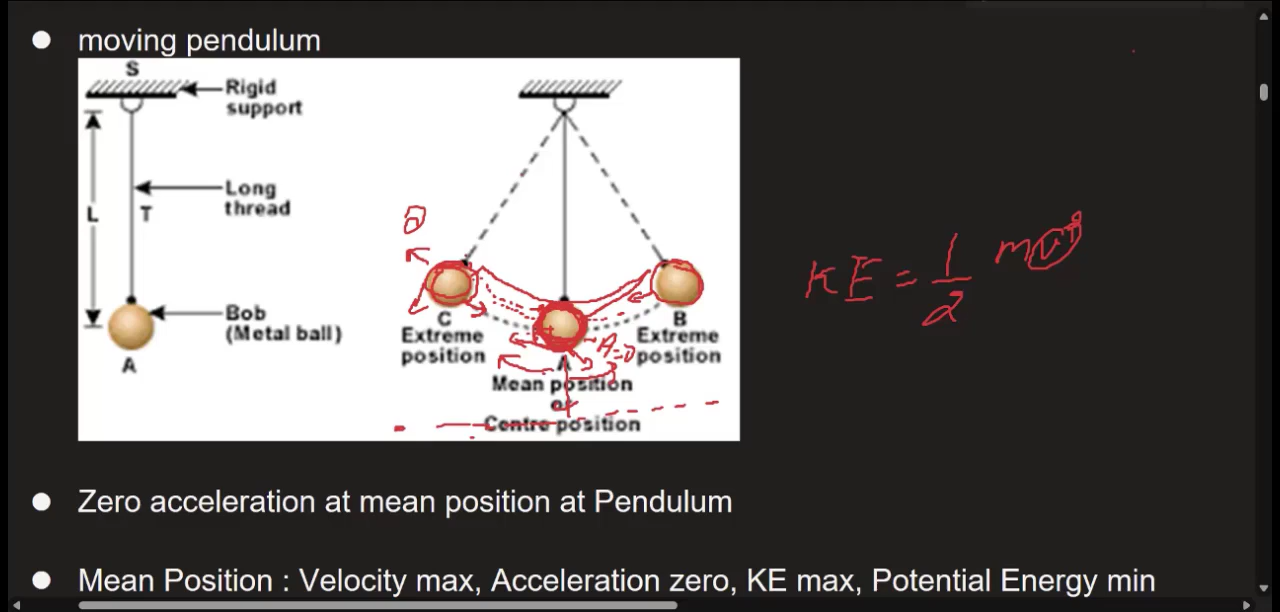 ● moving pendulum
S
Rigid
support
L
T
Long
thread
Bob
(Metal ball)
A
C
Extreme
position
B
Extreme
position
A=0
A
Mean position
or
Centre position
KE = 1/2 mv²
● Zero acceleration at mean position at Pendulum
● Mean Position : Velocity max, Acceleration zero, KE max, Potential Energy min